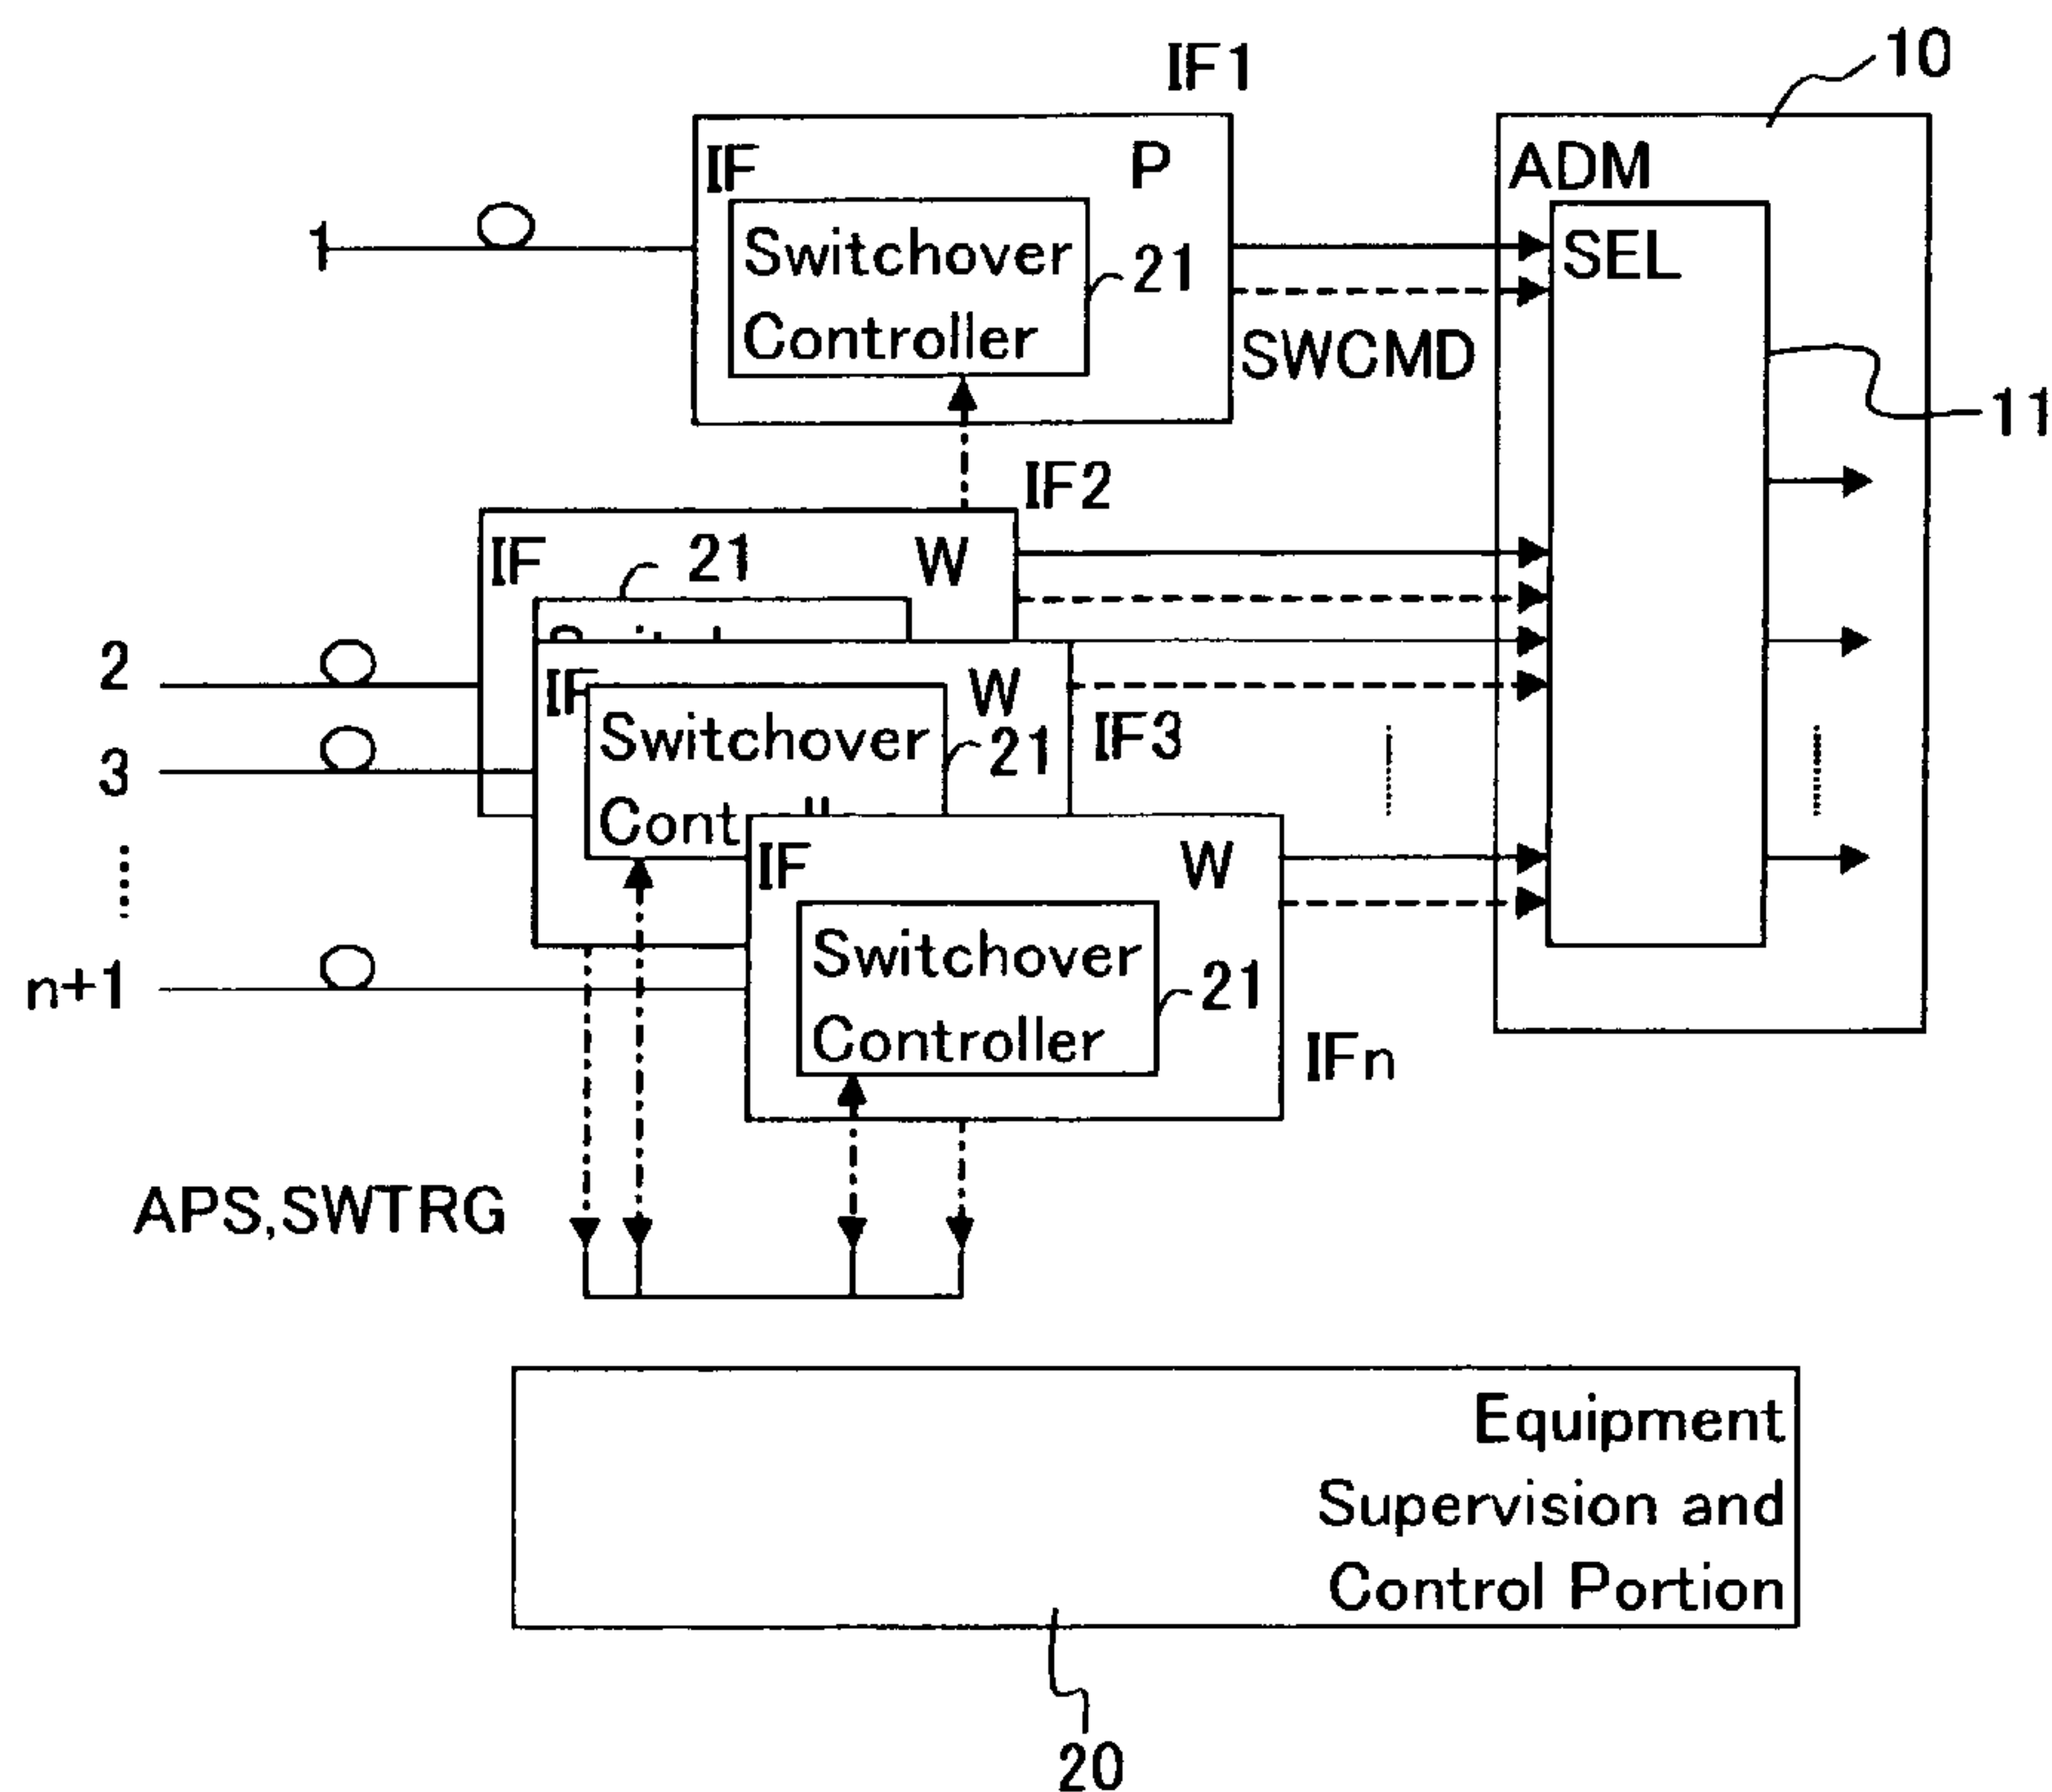 IF1
10
IF
P
ADM
1
Switchover
Controller
21
SEL
SWCMD
11
IF2
IF
21
W
2
IF
W
3
Switchover
21
IF3
IF
W
n+1
Switchover
Controller
21
IFn
APS,SWTRG
Equipment
Supervision and
Control Portion
20